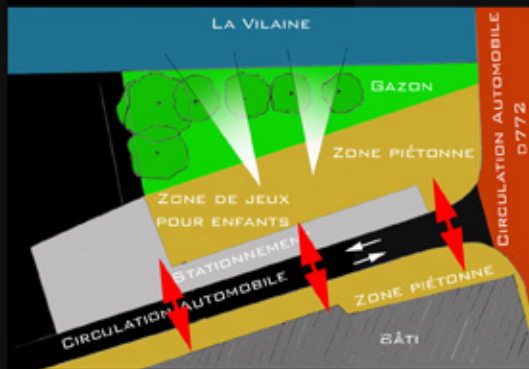 LA VILAINE
GAZON
ZONE PIÉTONNE
CIRCULATION AUTOMOBILE
D772
ZONE DE JEUX
POUR ENFANTS
STATIONNEMENT
CIRCULATION AUTOMOBILE
ZONE PIÉTONNE
BÂTI